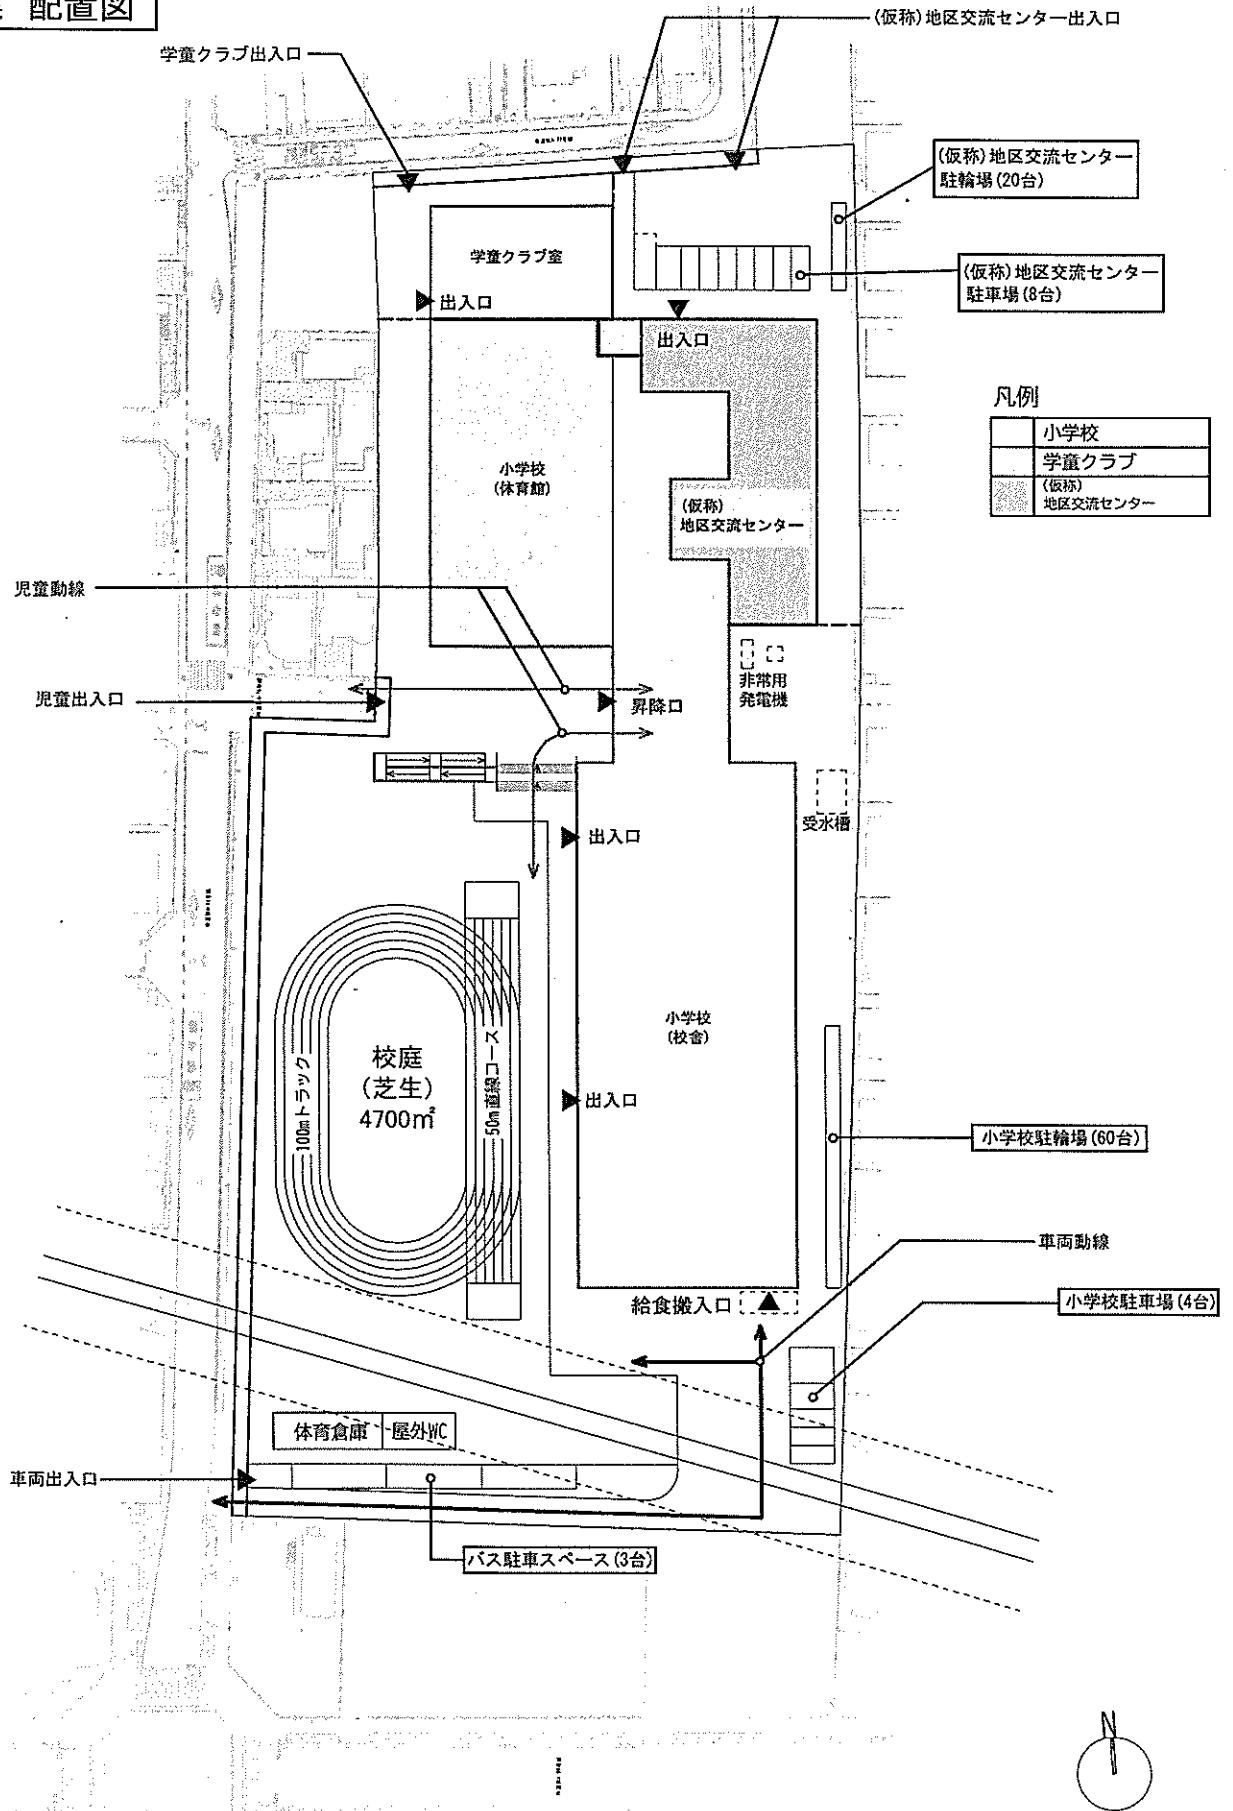 配置図
(仮称)地区交流センター出入口
学童クラブ出入口
(仮称)地区交流センター
駐輪場(20台)
学童クラブ室
(仮称)地区交流センター
駐車場(8台)
出入口
出入口
凡例
小学校
学童クラブ
(仮称)
地区交流センター
小学校
(体育館)
(仮称)
地区交流センター
児童動線
非常用
発電機
児童出入口
昇降口
受水槽
出入口
小学校
(校舎)
校庭
(芝生)
4700㎡
100mトラック
50m直線コース
出入口
小学校駐輪場(60台)
車両動線
給食搬入口
小学校駐車場(4台)
体育倉庫
屋外WC
車両出入口
バス駐車スペース(3台)
N